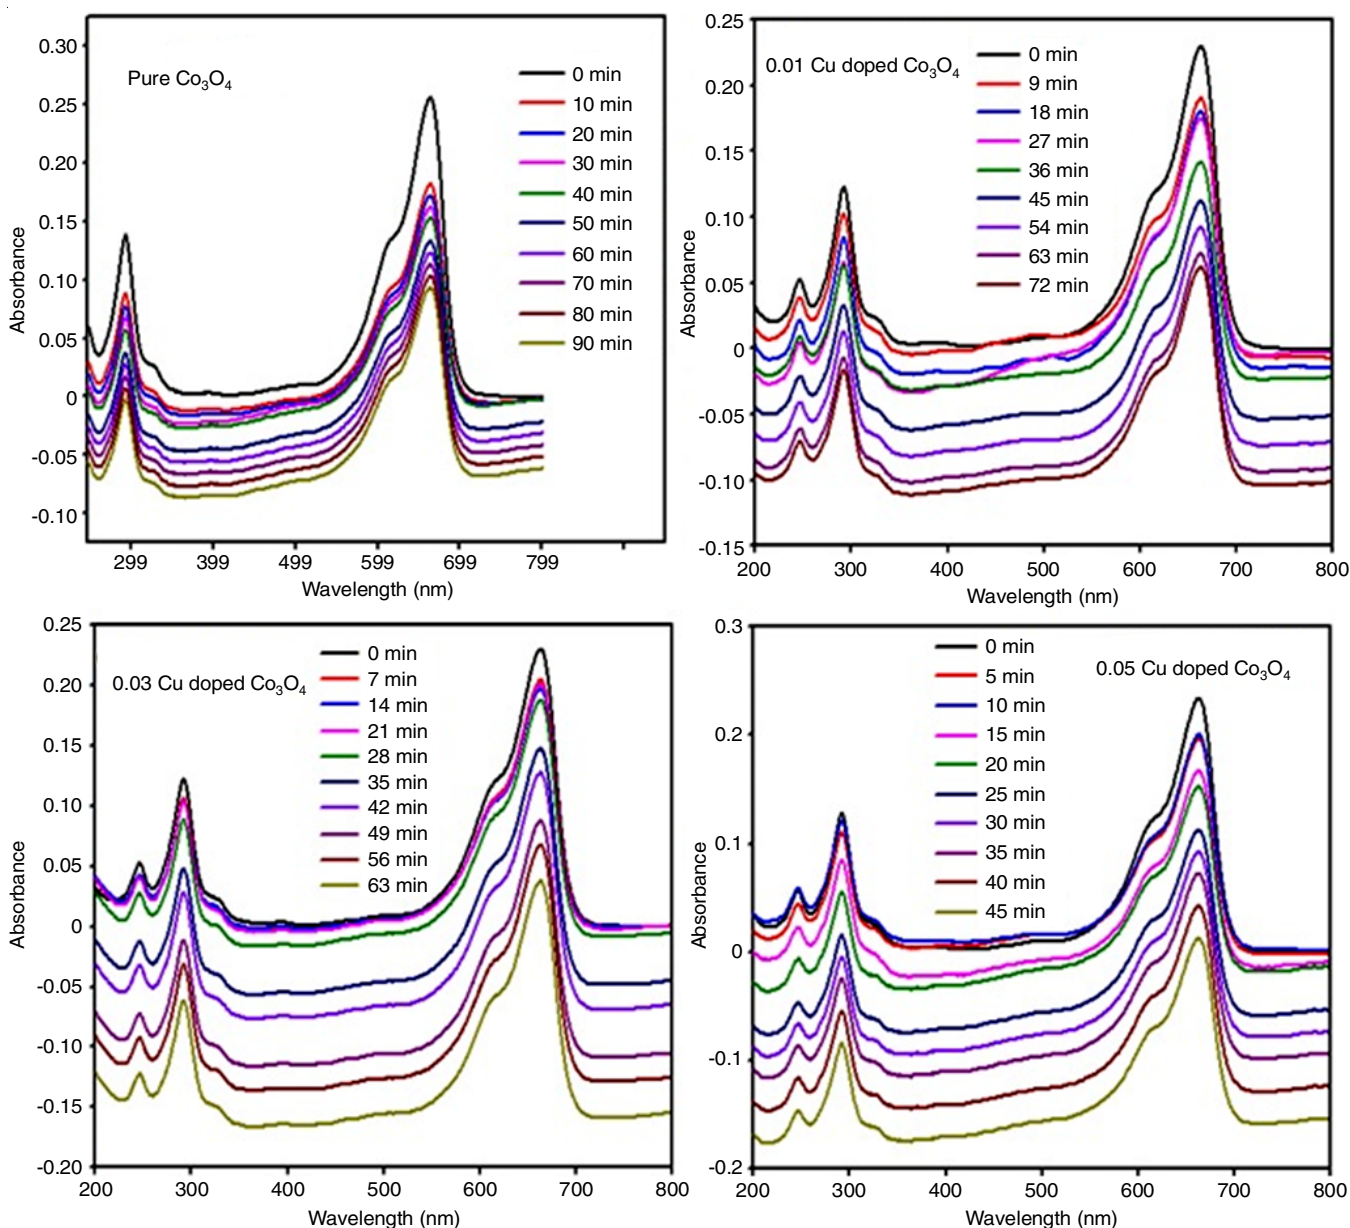 Pure Co₃O₄
0 min
10 min
20 min
30 min
40 min
50 min
60 min
70 min
80 min
90 min
0.30
0.25
0.20
0.15
0.10
0.05
0
-0.05
-0.10
Absorbance
299 399 499 599 699 799
Wavelength (nm)
0.01 Cu doped Co₃O₄
0 min
9 min
18 min
27 min
36 min
45 min
54 min
63 min
72 min
0.25
0.20
0.15
0.10
0.05
0
-0.05
-0.10
-0.15
Absorbance
200 300 400 500 600 700 800
Wavelength (nm)
0.03 Cu doped Co₃O₄
0 min
7 min
14 min
21 min
28 min
35 min
42 min
49 min
56 min
63 min
0.25
0.20
0.15
0.10
0.05
0
-0.05
-0.10
-0.15
-0.20
Absorbance
200 300 400 500 600 700 800
Wavelength (nm)
0.05 Cu doped Co₃O₄
0 min
5 min
10 min
15 min
20 min
25 min
30 min
35 min
40 min
45 min
0.3
0.2
0.1
0
-0.1
-0.2
Absorbance
200 300 400 500 600 700 800
Wavelength (nm)